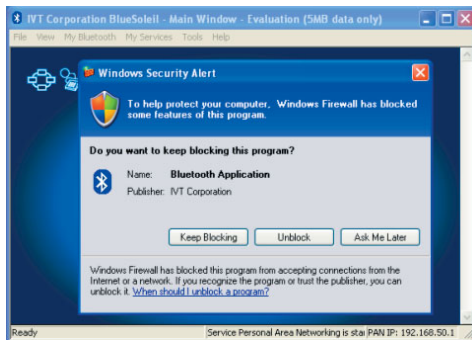 IVT Corporation BlueSoleil - Main Window - Evaluation (5MB data only)
File View My Bluetooth My Services Tools Help
Windows Security Alert
To help protect your computer, Windows Firewall has blocked
some features of this program.
Do you want to keep blocking this program?
Name: Bluetooth Application
Publisher: IVT Corporation
Keep Blocking Unblock Ask Me Later
Windows Firewall has blocked this program from accepting connections from the
Internet or a network. If you recognize the program or trust the publisher, you can
unblock it. When should I unblock a program?
Ready Service Personal Area Networking is star PAN IP: 192.168.50.1